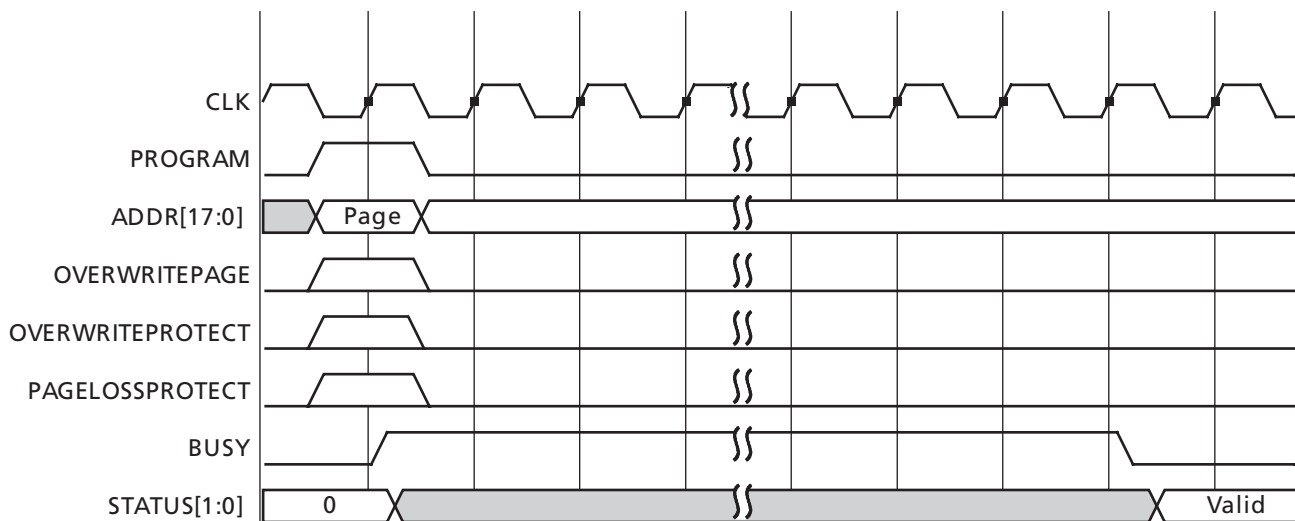 CLK
PROGRAM
ADDR[17:0] Page
OVERWRITEPAGE
OVERWRITEPROTECT
PAGELOSSPROTECT
BUSY
STATUS[1:0] 0 Valid